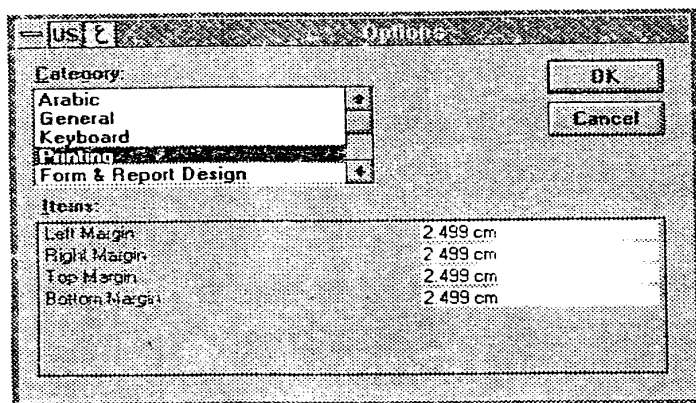 US ع Options
Category:
Arabic
General
Keyboard
Printing
Form & Report Design
OK
Cancel
Items:
Left Margin 2.499 cm
Right Margin 2.499 cm
Top Margin 2.499 cm
Bottom Margin 2.499 cm